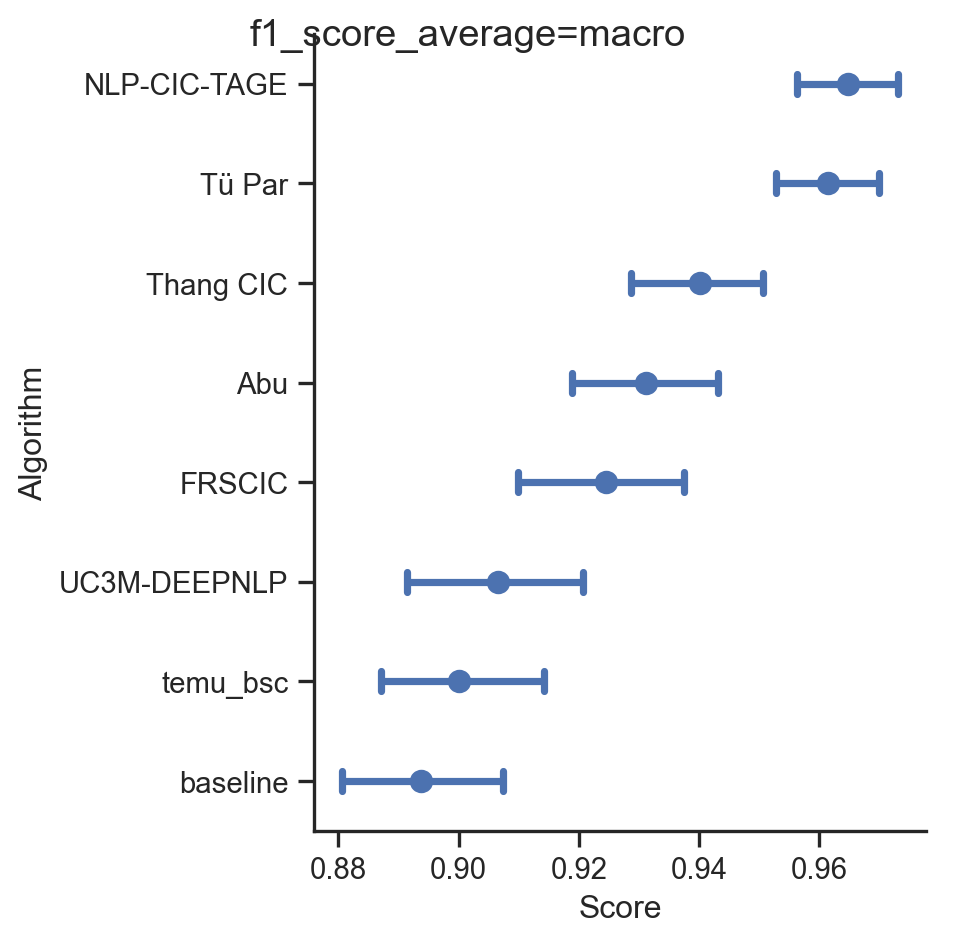 f1_score_average=macro
NLP-CIC-TAGE
Tü Par
Thang CIC
Abu
FRSCIC
UC3M-DEEPNLP
temu_bsc
baseline
Algorithm
0.88 0.90 0.92 0.94 0.96
Score